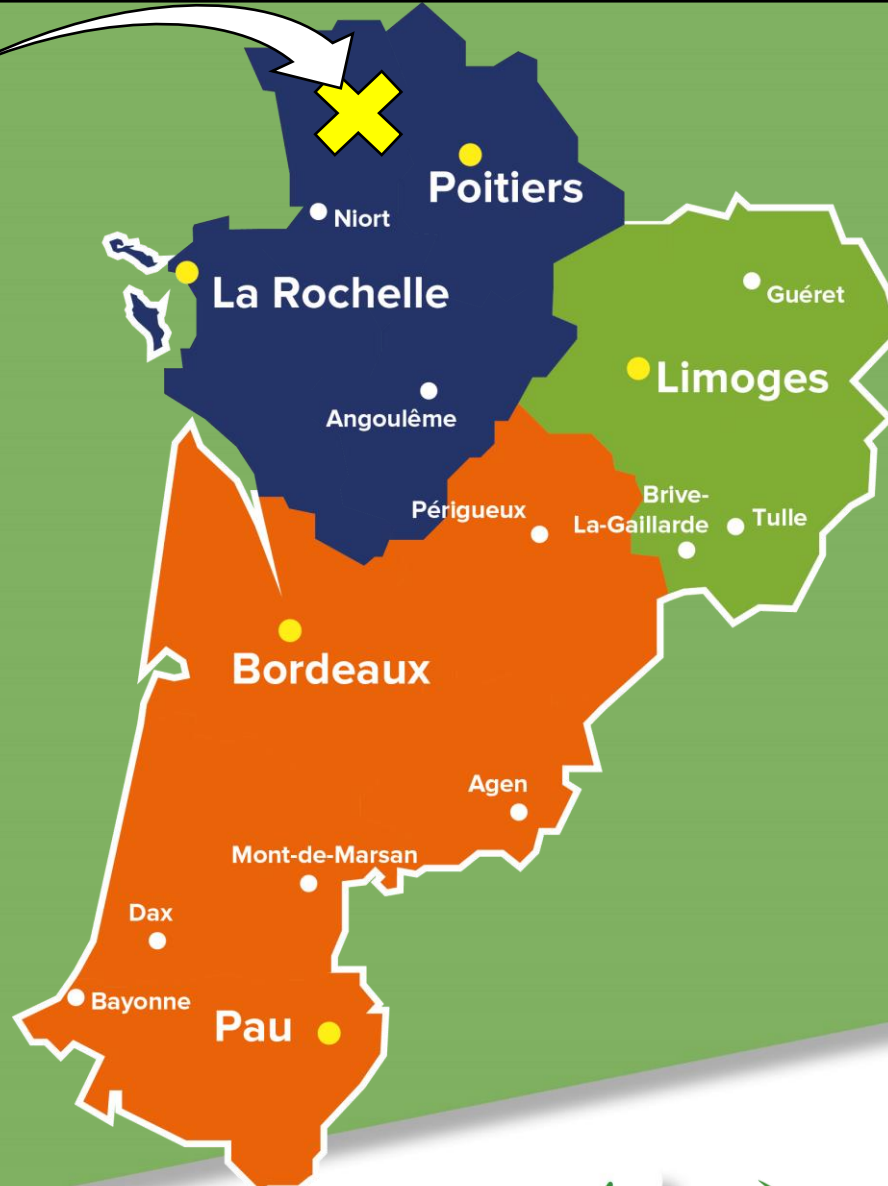 Poitiers
Niort
La Rochelle
Guéret
Limoges
Angoulême
Périgueux
Brive-
La-Gaillarde
Tulle
Bordeaux
Agen
Mont-de-Marsan
Dax
Bayonne
Pau